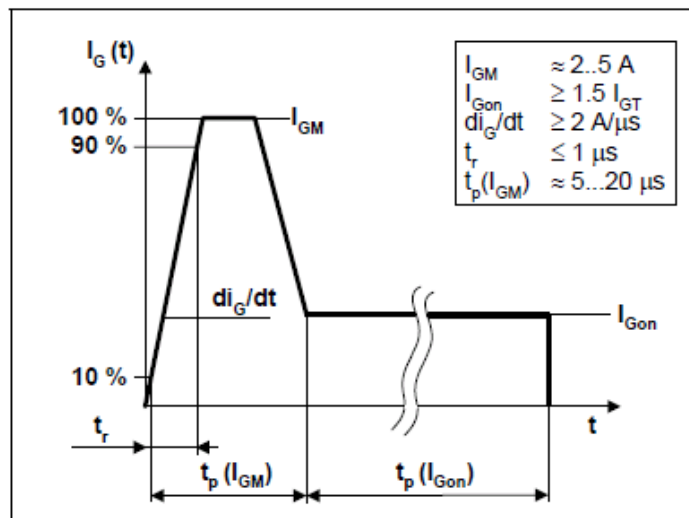 I_G (t)
100 %
90 %
10 %
I_GM
di_G/dt
I_Gon
t_r
t
t_p (I_GM)
t_p (I_Gon)
I_GM ≈ 2..5 A
I_Gon ≥ 1.5 I_GT
di_G/dt ≥ 2 A/μs
t_r ≤ 1 μs
t_p(I_GM) ≈ 5...20 μs